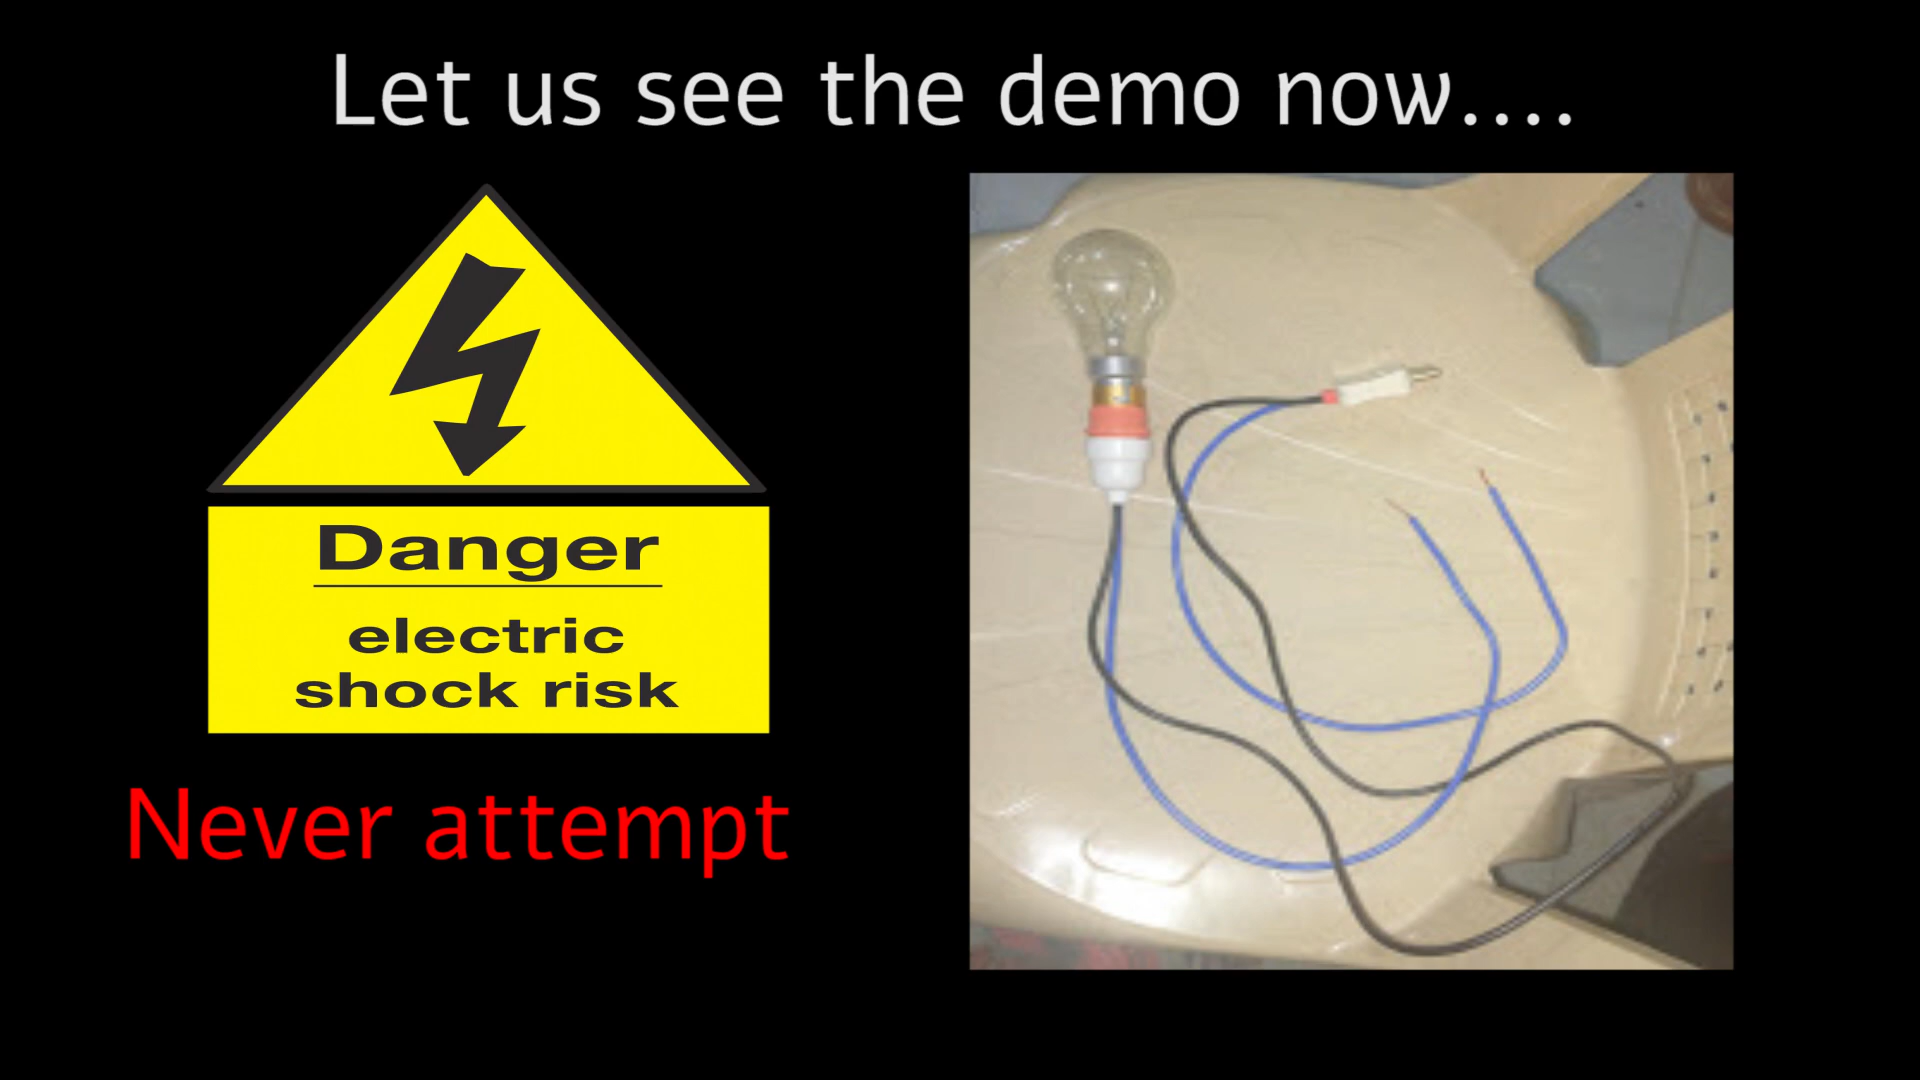 Let us see the demo now....
Danger
electric
shock risk
Never attempt